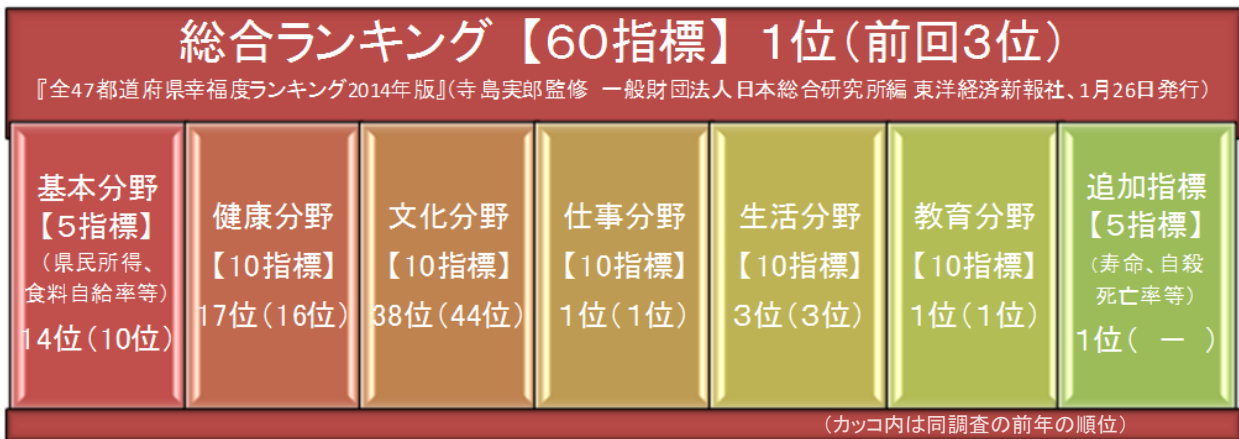 総合ランキング【60指標】 1位(前回3位)
『全47都道府県幸福度ランキング2014年版』(寺島実郎監修 一般財団法人日本総合研究所編 東洋経済新報社、1月26日発行)
基本分野
【5指標】
(県民所得、
食料自給率等)
14位(10位)
健康分野
【10指標】
17位(16位)
文化分野
【10指標】
38位(44位)
仕事分野
【10指標】
1位(1位)
生活分野
【10指標】
3位(3位)
教育分野
【10指標】
1位(1位)
追加指標
【5指標】
(寿命、自殺
死亡率等)
1位( ー )
(カッコ内は同調査の前年の順位)